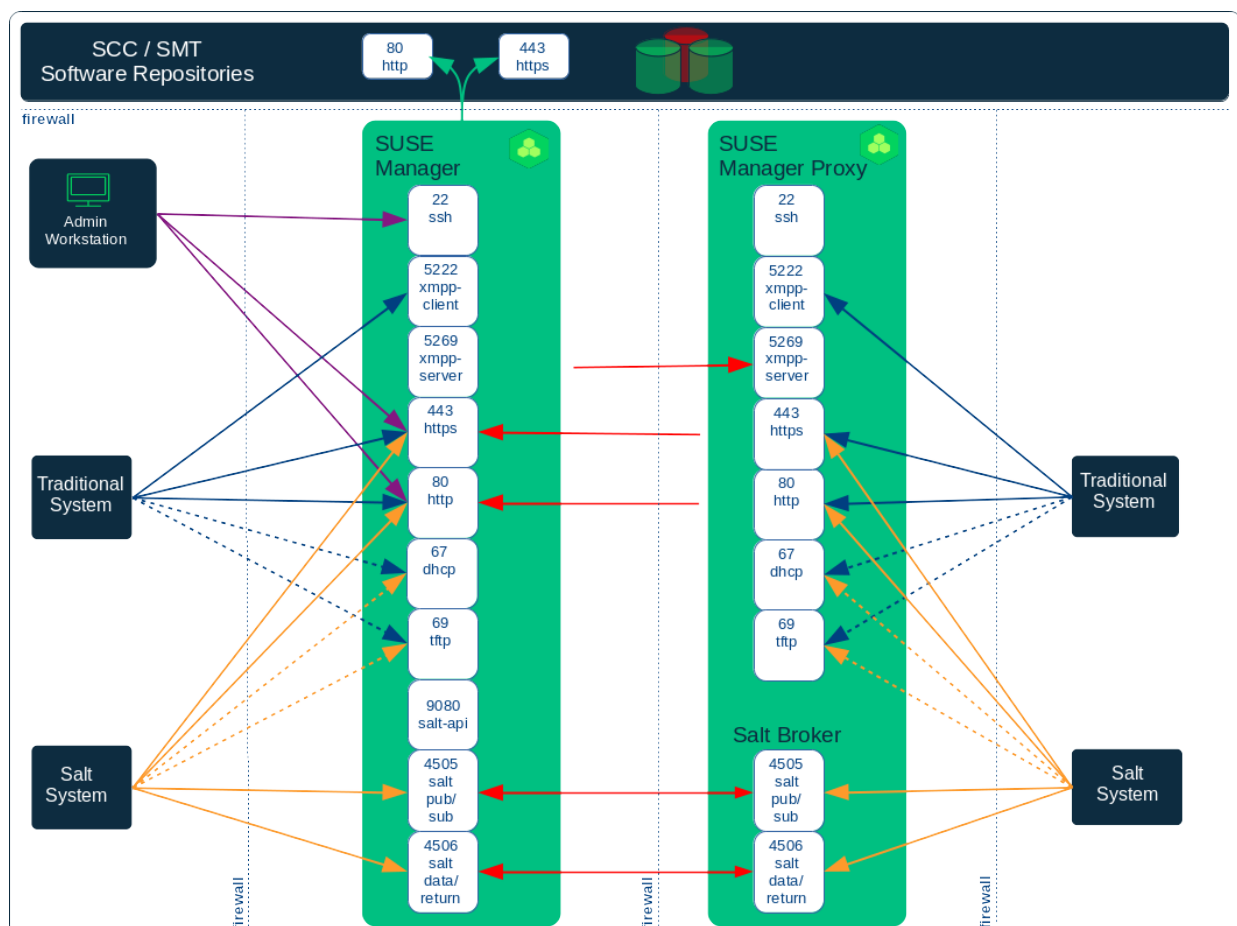 SCC / SMT
Software Repositories
80
http
443
https
firewall
SUSE
Manager
SUSE
Manager Proxy
Admin
Workstation
22
ssh
5222
xmpp-
client
5269
xmpp-
server
443
https
80
http
67
dhcp
69
tftp
9080
salt-api
4505
salt
pub/
sub
4506
salt
data/
return
22
ssh
5222
xmpp-
client
5269
xmpp-
server
443
https
80
http
67
dhcp
69
tftp
Salt Broker
4505
salt
pub/
sub
4506
salt
data/
return
Traditional
System
Salt
System
Traditional
System
Salt
System
firewall
firewall
firewall